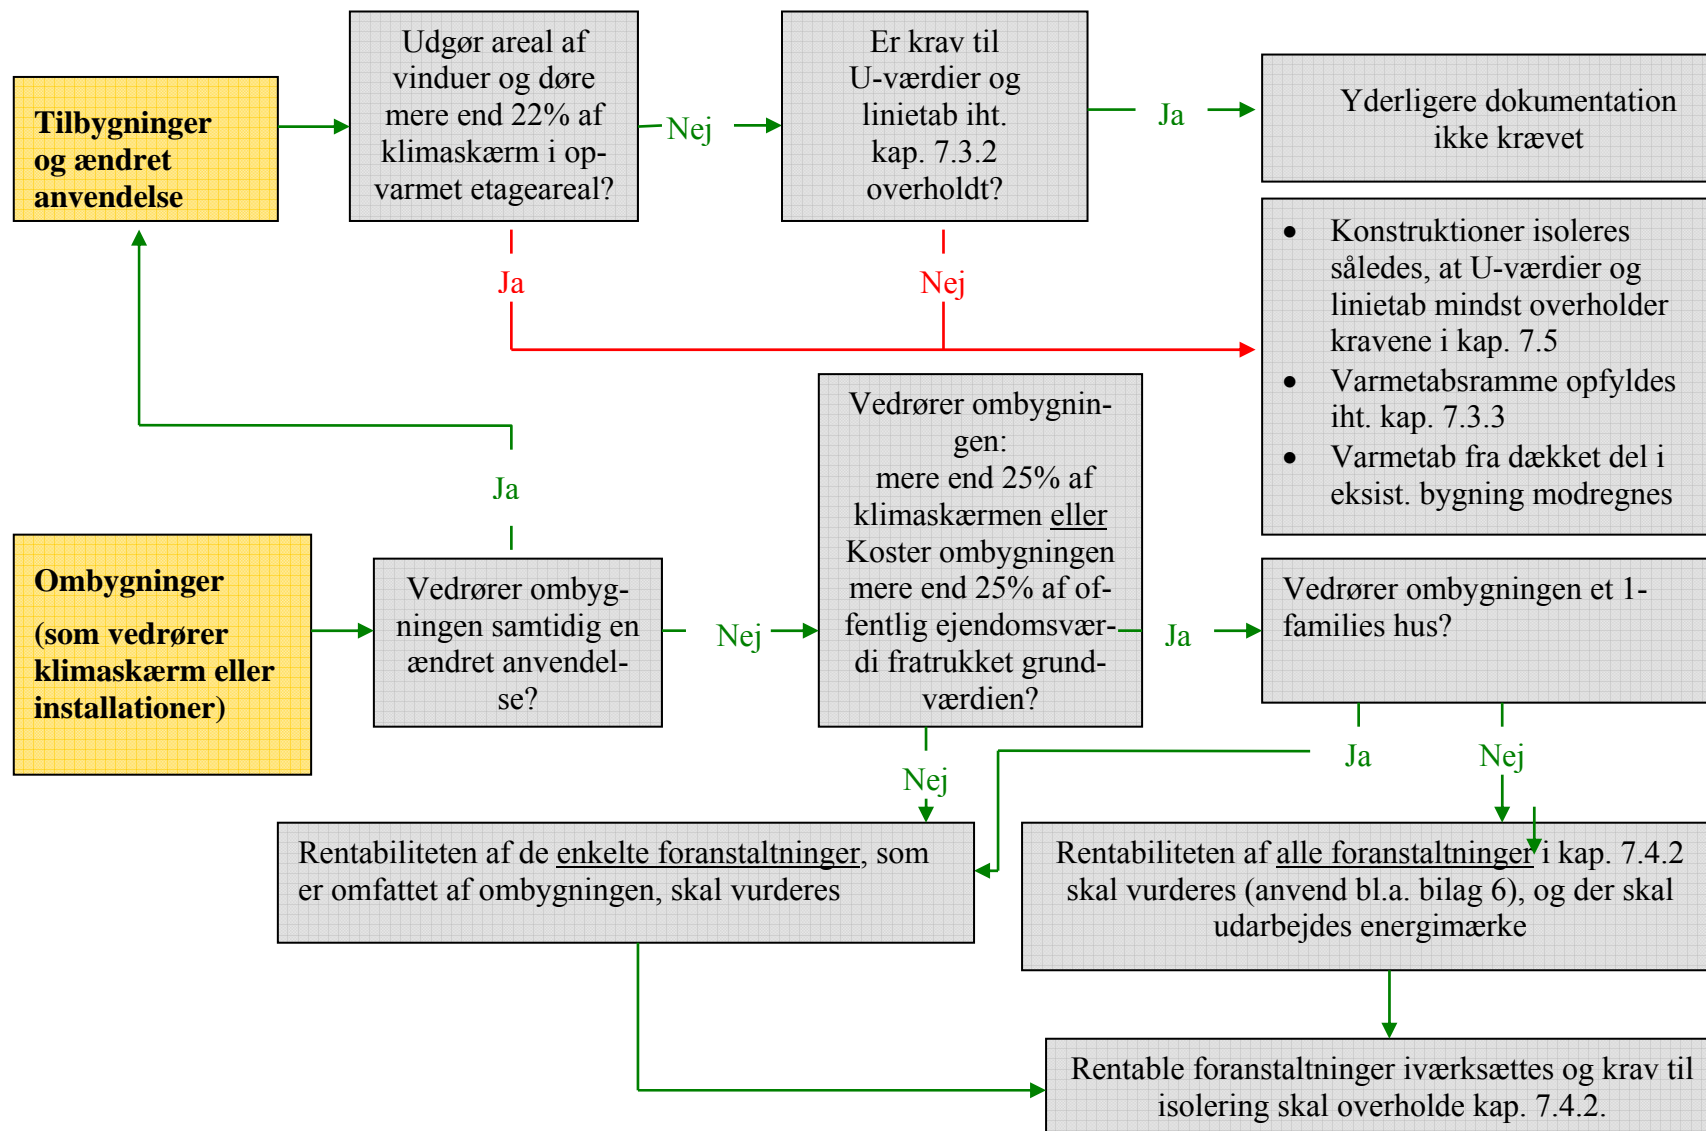 Tilbygninger
og ændret
anvendelse
Udgør areal af
vinduer og døre
mere end 22% af
klimaskærm i op-
varmet etageareal?
Nej
Er krav til
U-værdier og
linietab iht.
kap. 7.3.2
overholdt?
Ja
Yderligere dokumentation
ikke krævet
Ja
Nej
• Konstruktioner isoleres
således, at U-værdier og
linietab mindst overholder
kravene i kap. 7.5
• Varmetabsramme opfyldes
iht. kap. 7.3.3
• Varmetab fra dækket del i
eksist. bygning modregnes
Ja
Ombygninger
(som vedrører
klimaskærm eller
installationer)
Vedrører ombyg-
ningen samtidig en
ændret anvendel-
se?
Nej
Vedrører ombygnin-
gen:
mere end 25% af
klimaskærmen eller
Koster ombygningen
mere end 25% af of-
fentlig ejendomsvær-
di fratrukket grund-
værdien?
Ja
Vedrører ombygningen et 1-
families hus?
Nej
Ja
Nej
Rentabiliteten af de enkelte foranstaltninger, som
er omfattet af ombygningen, skal vurderes
Rentabiliteten af alle foranstaltninger i kap. 7.4.2
skal vurderes (anvend bl.a. bilag 6), og der skal
udarbejdes energimærke
Rentable foranstaltninger iværksættes og krav til
isolering skal overholde kap. 7.4.2.